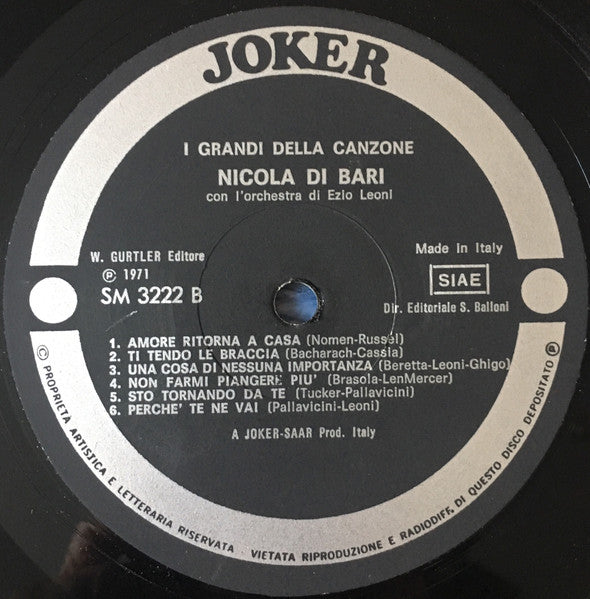 JOKER
I GRANDI DELLA CANZONE
NICOLA DI BARI
con l'orchestra di Ezio Leoni
W. GURTLER Editore
Ⓟ 1971
SM 3222 B
Made in Italy
SIAE
Dir. Editoriale S. Balloni
1. AMORE RITORNA A CASA (Nomen-Russel)
2. TI TENDO LE BRACCIA (Bacharach-Cassia)
3. UNA COSA DI NESSUNA IMPORTANZA (Beretta-Leoni-Ghigo)
4. NON FARMI PIANGERE PIU' (Brasola-LenMercer)
5. STO TORNANDO DA TE (Tucker-Pallavicini)
6. PERCHE' TE NE VAI (Pallavicini-Leoni)
A JOKER-SAAR Prod. Italy
© PROPRIETÀ ARTISTICA E LETTERARIA RISERVATA - VIETATA RIPRODUZIONE E RADIODIFF. DI QUESTO DISCO DEPOSITATO Ⓟ